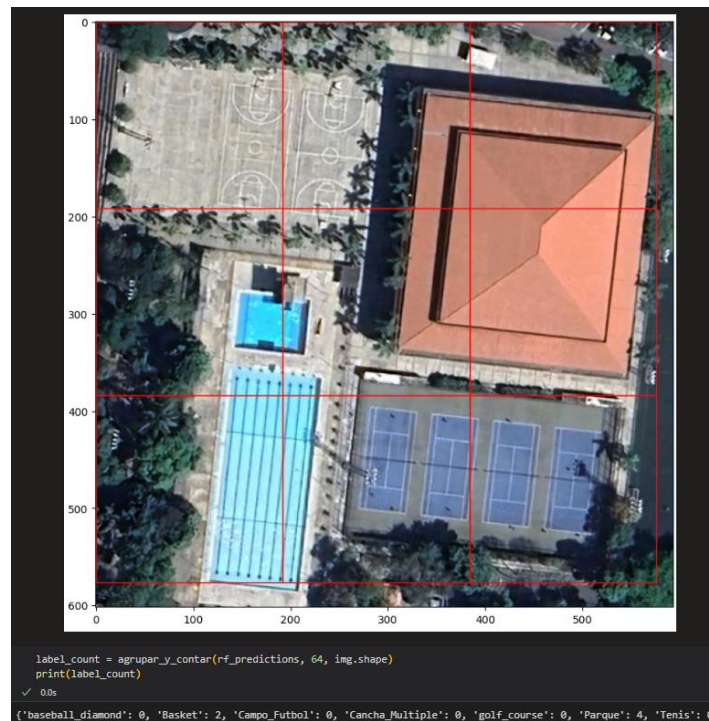 0
100
200
300
400
500
600
0 100 200 300 400 500
label_count = agrupar_y_contar(rf_predictions, 64, img.shape)
print(label_count)
✓ 0.0s
{'baseball_diamond': 0, 'Basket': 2, 'Campo_Futbol': 0, 'Cancha_Multiple': 0, 'golf_course': 0, 'Parque': 4, 'Tenis':